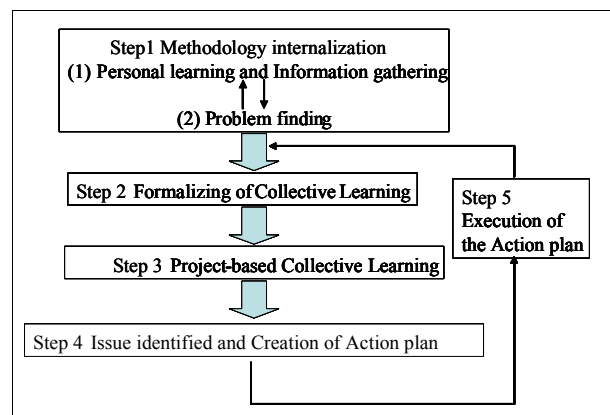 Step1 Methodology internalization
(1) Personal learning and Information gathering
(2) Problem finding
Step 2 Formalizing of Collective Learning
Step 3 Project-based Collective Learning
Step 4 Issue identified and Creation of Action plan
Step 5
Execution of
the Action plan